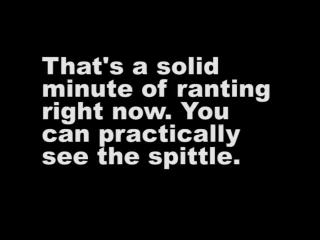 That's a solid
minute of ranting
right now. You
can practically
see the spittle.